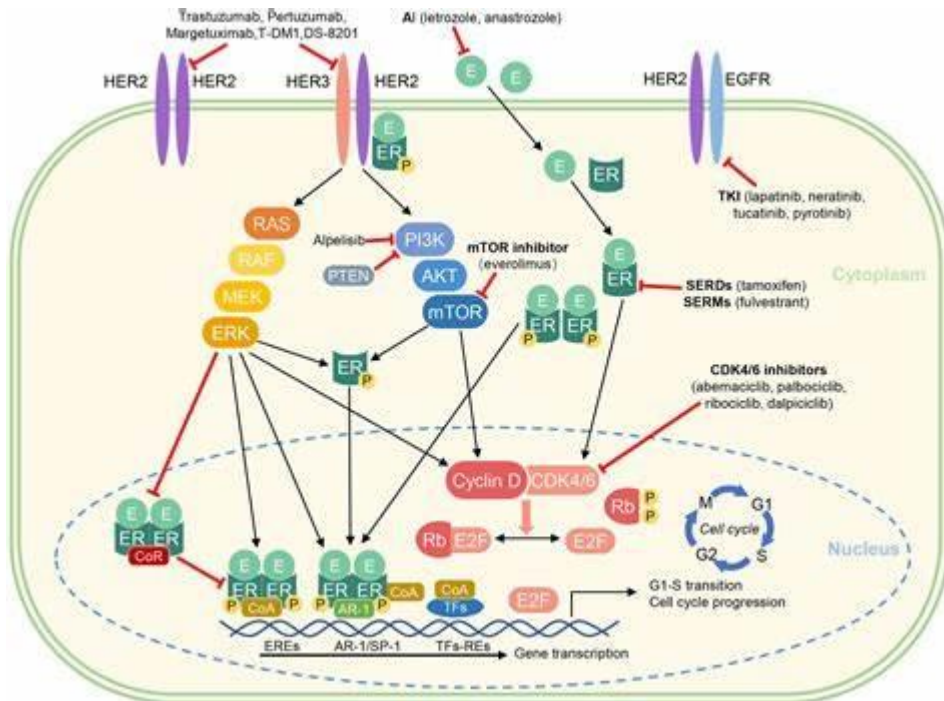 Trastuzumab, Pertuzumab,
Margetuximab,T-DM1,DS-8201
AI (letrozole, anastrozole)
HER2
HER2
HER3
HER2
HER2
EGFR
E
E
E
ER
P
E
ER
TKI (lapatinib, neratinib,
tucatinib, pyrotinib)
RAS
RAF
MEK
ERK
Alpelisib
PI3K
PTEN
AKT
mTOR
mTOR inhibitor
(everolimus)
E
ER
Cytoplasm
SERDs (tamoxifen)
SERMs (fulvestrant)
E
E
ER
ER
P
P
ER
P
CDK4/6 inhibitors
(abemaciclib, palbociclib,
ribociclib, dalpiciclib)
Cyclin D
CDK4/6
Rb
P
P
Rb
E2F
E2F
M
G1
Cell cycle
G2
S
Nucleus
E
E
ER
ER
CoR
E
E
ER
ER
P
CoA
P
E
E
ER
ER
P
AR-1
CoA
CoA
TFs
E2F
G1-S transition
Cell cycle progression
EREs
AR-1/SP-1
TFs-REs
Gene transcription